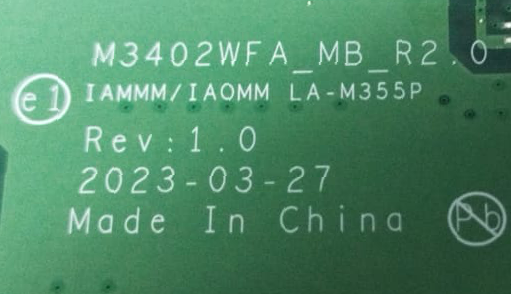 M3402WFA_MB_R2.0
e1 IAMMM/IAOMM LA-M355P
Rev:1.0
2023-03-27
Made In China
Pb